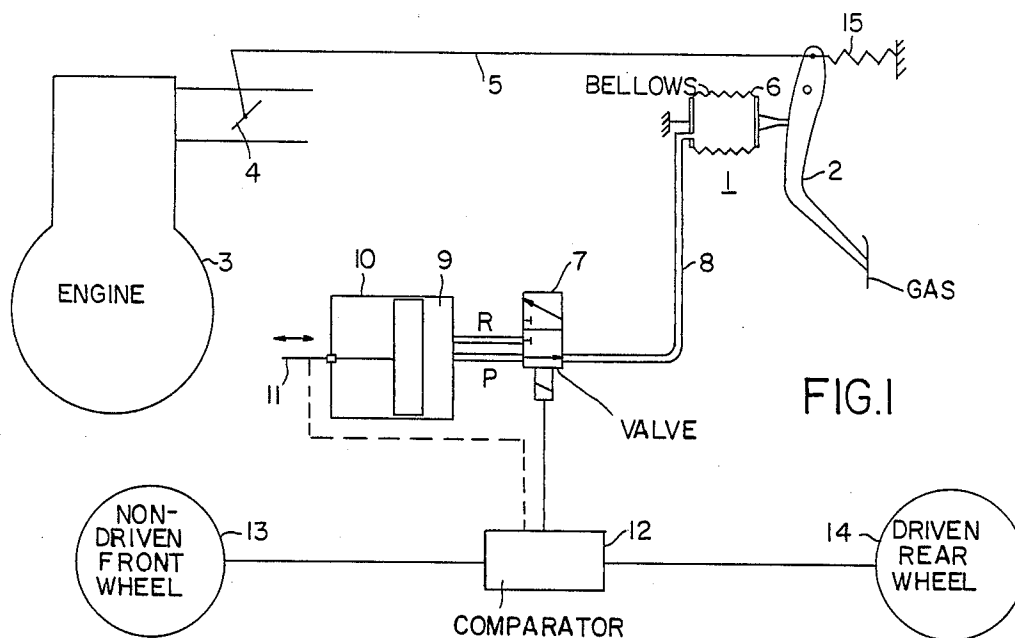 15
5
BELLOWS
6
4
1
2
3
ENGINE
10
9
7
8
GAS
R
P
11
VALVE
FIG.1
NON-
DRIVEN
FRONT
WHEEL
13
12
14
DRIVEN
REAR
WHEEL
COMPARATOR